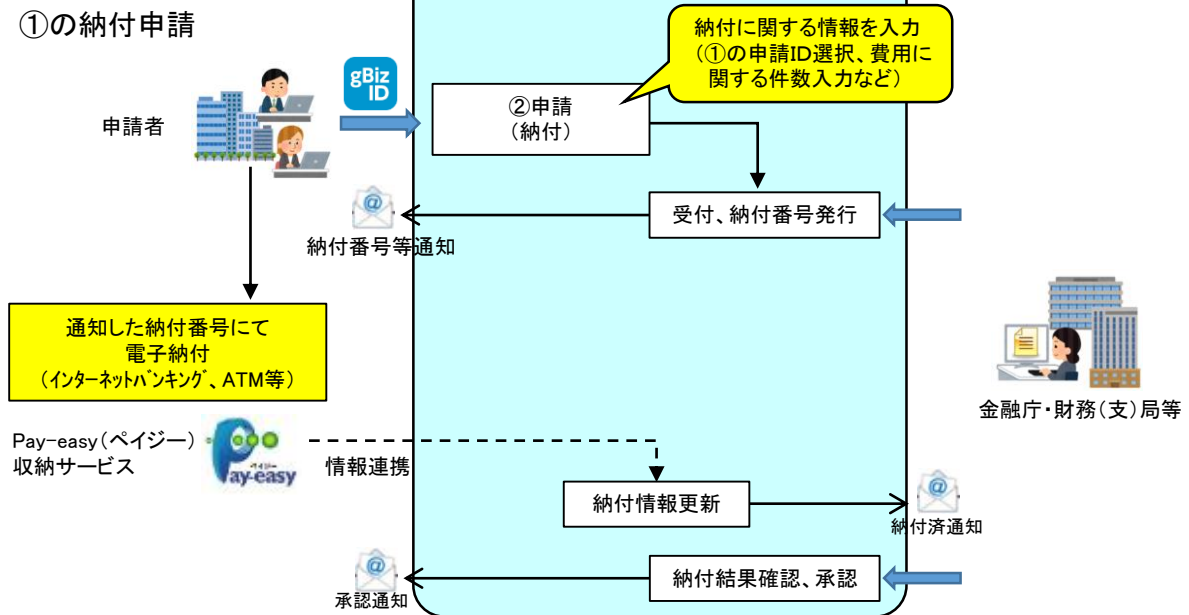 ①の納付申請
納付に関する情報を入力
（①の申請ID選択、費用に
関する件数入力など）
gBiz
ID
申請者
②申請
（納付）
受付、納付番号発行
納付番号等通知
通知した納付番号にて
電子納付
（インターネットバンキング、ATM等）
金融庁・財務（支）局等
Pay-easy（ペイジー）
収納サービス
ペイジー
Pay-easy
情報連携
納付情報更新
納付済通知
納付結果確認、承認
承認通知